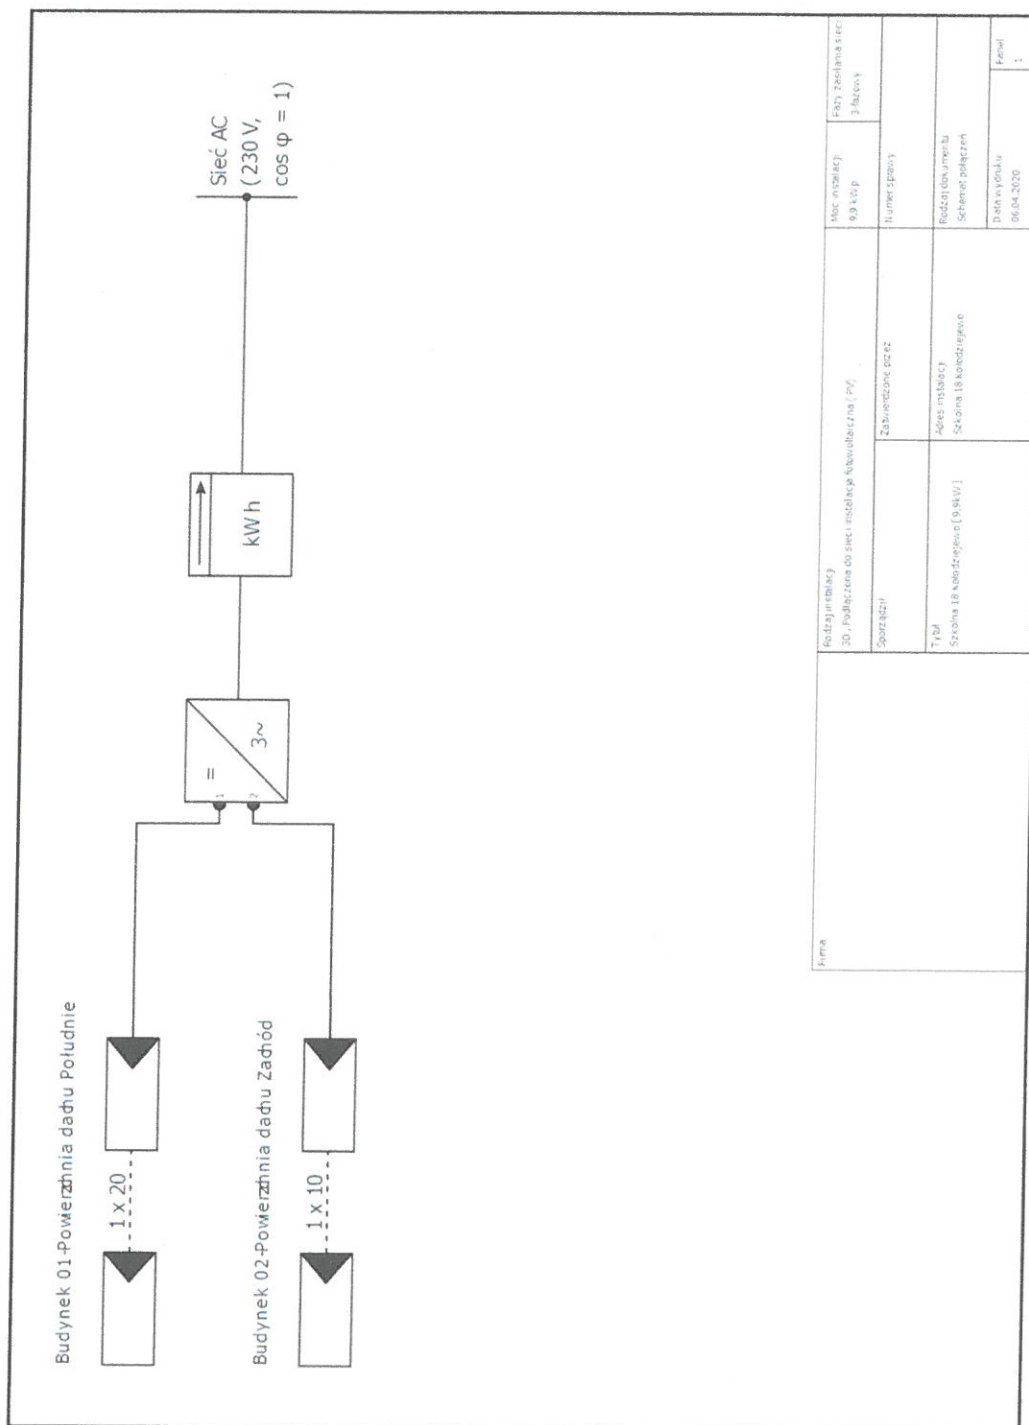 Budynek 01-Powierzchnia dachu Południe
1 x 20
Budynek 02-Powierzchnia dachu Zachód
1 x 10
1
2
=
3~
kWh
Sieć AC
(230 V,
cos φ = 1)
Firma
Rodzaj instalacji
3D, Podłączona do sieci instalacja fotowoltaiczna (PV)
Moc instalacji
9,9 kWp
Fazy zasilania sieci
3-fazowy
Sporządził
Zatwierdzone przez
Numer sprawy
Tytuł
Szkolna 18 Kołodziejewo [9,9kW]
Adres instalacji
Szkolna 18 Kołodziejewo
Rodzaj dokumentu
Schemat połączeń
Data wydruku
06.04.2020
Panel
1